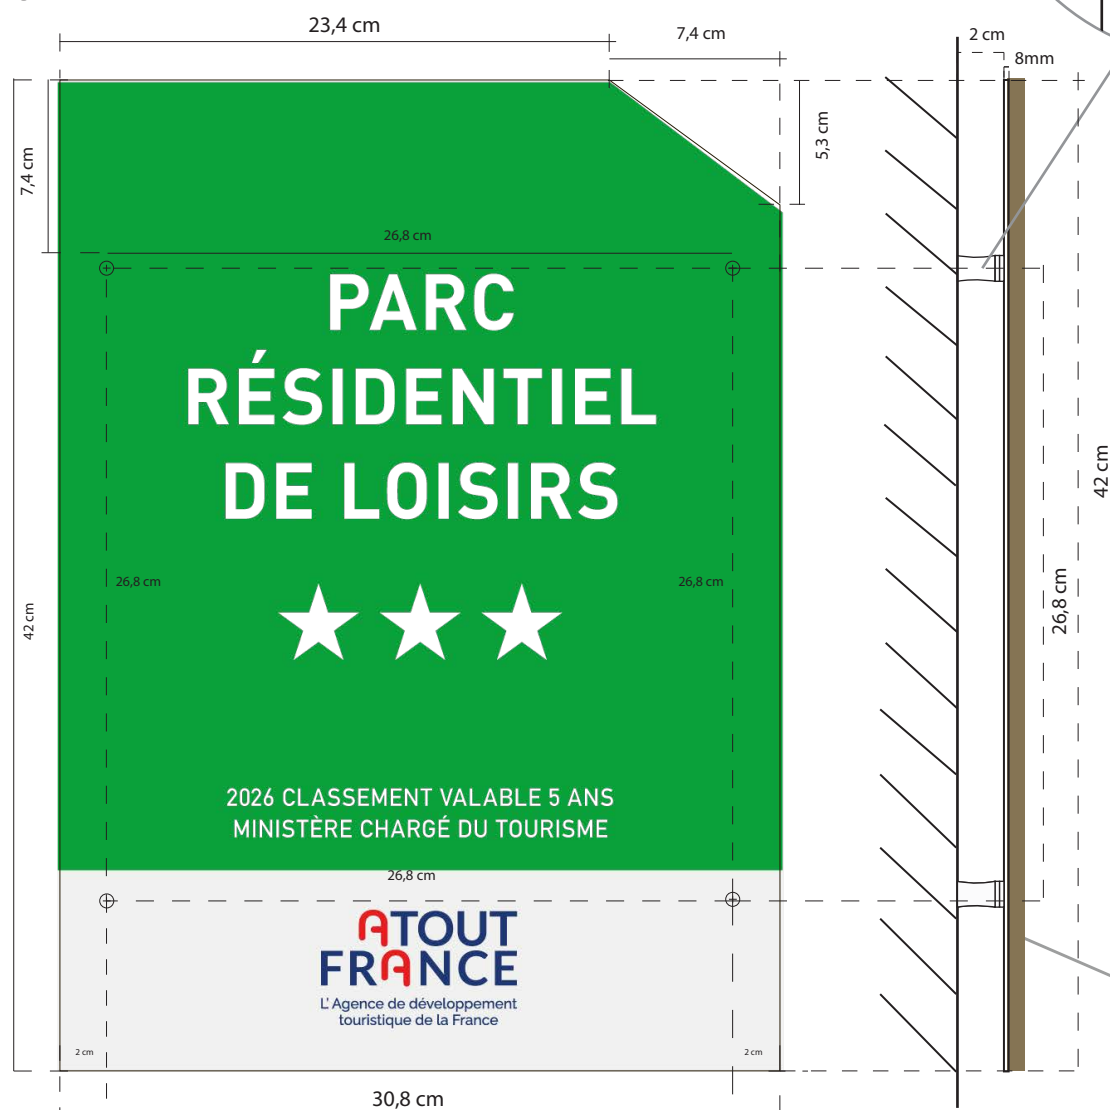 23,4 cm
7,4 cm
2 cm
8mm
5,3 cm
7,4 cm
26,8 cm
PARC
RÉSIDENTIEL
DE LOISIRS
42 cm
26,8 cm
26,8 cm
26,8 cm
42 cm
2026 CLASSEMENT VALABLE 5 ANS
MINISTÈRE CHARGÉ DU TOURISME
26,8 cm
ATOUT
FRANCE
L'Agence de développement
touristique de la France
2 cm
2 cm
30,8 cm